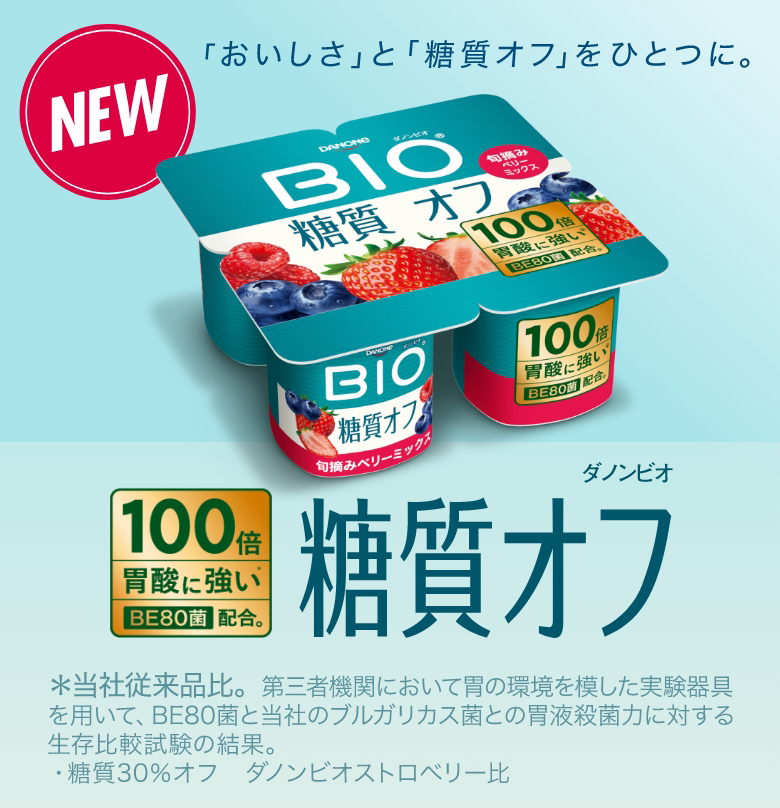 NEW
「おいしさ」と「糖質オフ」をひとつに。
DANONE ダノンビオ
BIO®
糖質 オフ
旬摘み
ベリー
ミックス
100倍
胃酸に強い*
BE80菌 配合。
DANONE ダノンビオ
BIO®
糖質オフ
旬摘みベリーミックス
100倍
胃酸に強い*
BE80菌 配合。
ダノンビオ
糖質オフ
100倍
胃酸に強い*
BE80菌 配合。
＊当社従来品比。第三者機関において胃の環境を模した実験器具
を用いて、BE80菌と当社のブルガリカス菌との胃液殺菌力に対する
生存比較試験の結果。
・糖質30%オフ　ダノンビオストロベリー比